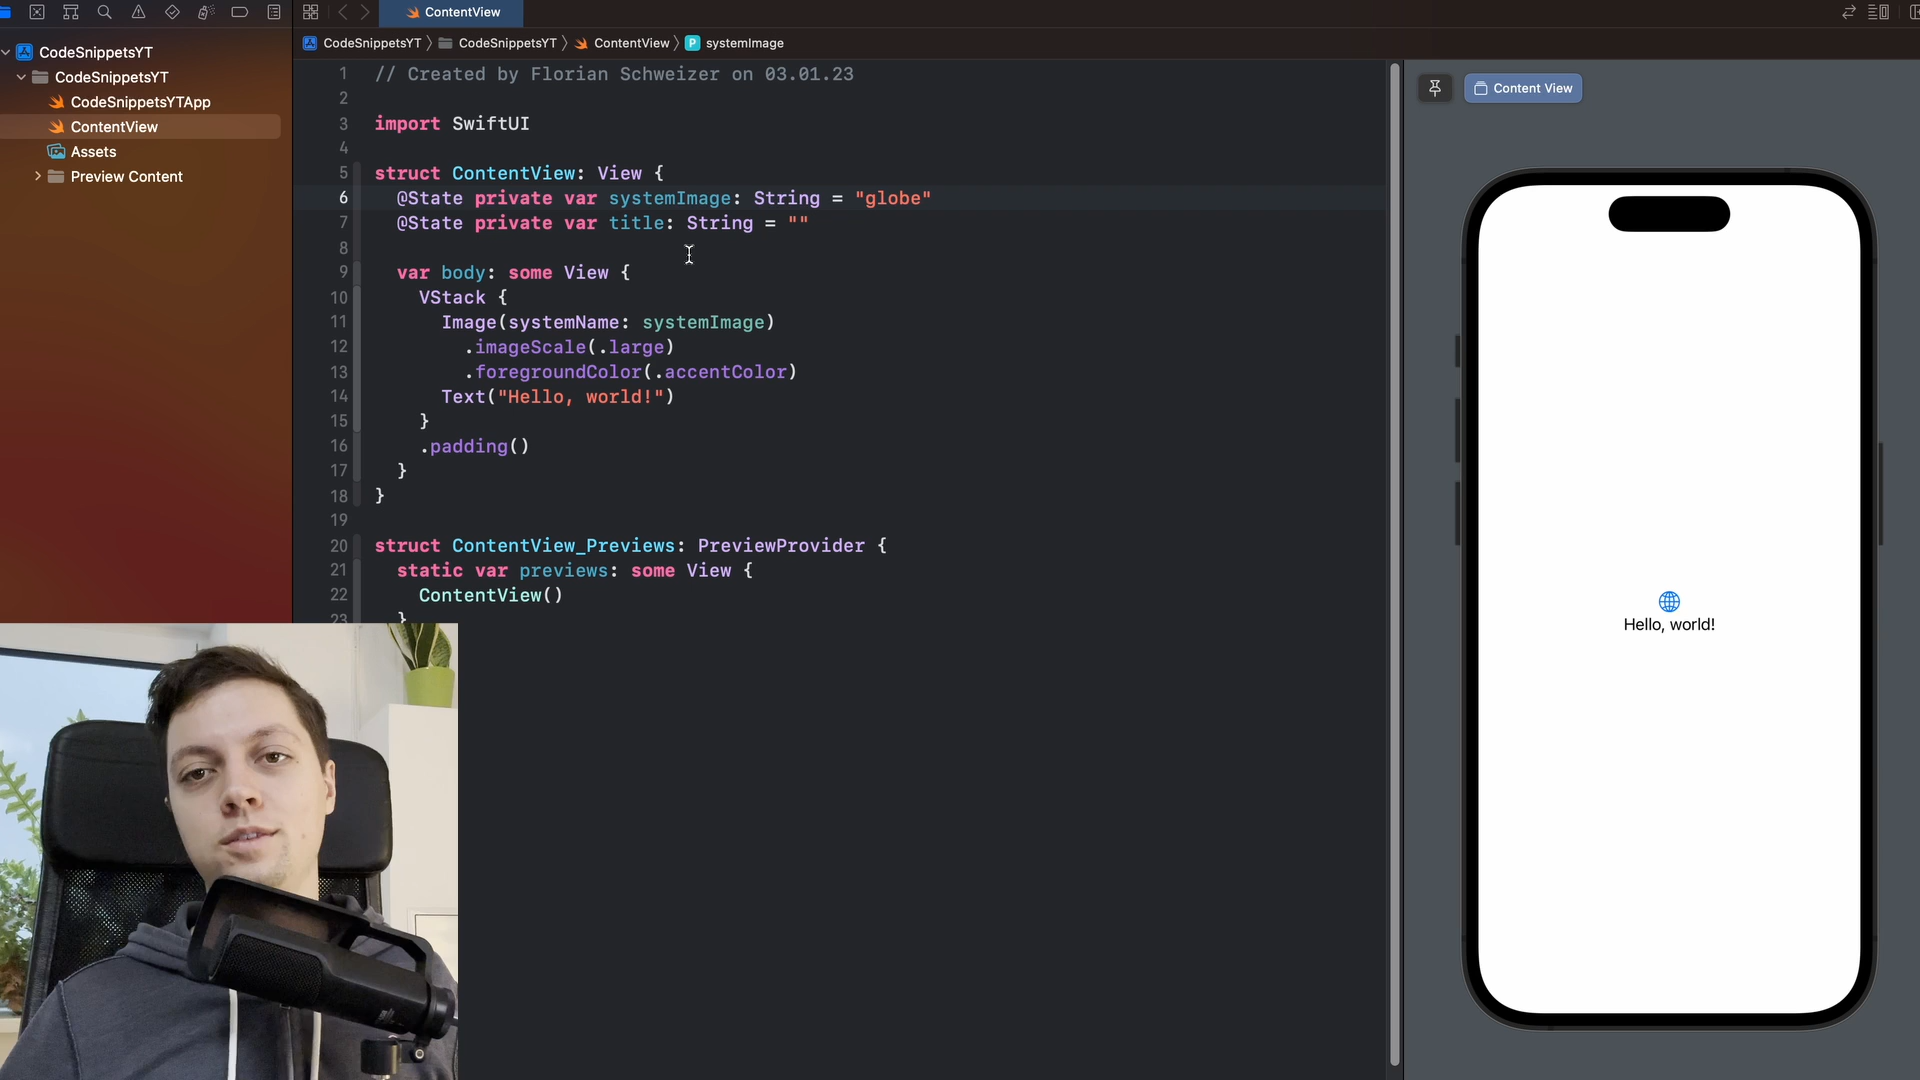 ContentView
CodeSnippetsYT
CodeSnippetsYT
CodeSnippetsYTApp
ContentView
Assets
Preview Content
CodeSnippetsYT 〉 CodeSnippetsYT 〉 ContentView 〉 P systemImage
1 // Created by Florian Schweizer on 03.01.23
2
3 import SwiftUI
4
5 struct ContentView: View {
6 @State private var systemImage: String = "globe"
7 @State private var title: String = ""
8
9 var body: some View {
10 VStack {
11 Image(systemName: systemImage)
12 .imageScale(.large)
13 .foregroundColor(.accentColor)
14 Text("Hello, world!")
15 }
16 .padding()
17 }
18 }
19
20 struct ContentView_Previews: PreviewProvider {
21 static var previews: some View {
22 ContentView()
23 }
Content View
Hello, world!